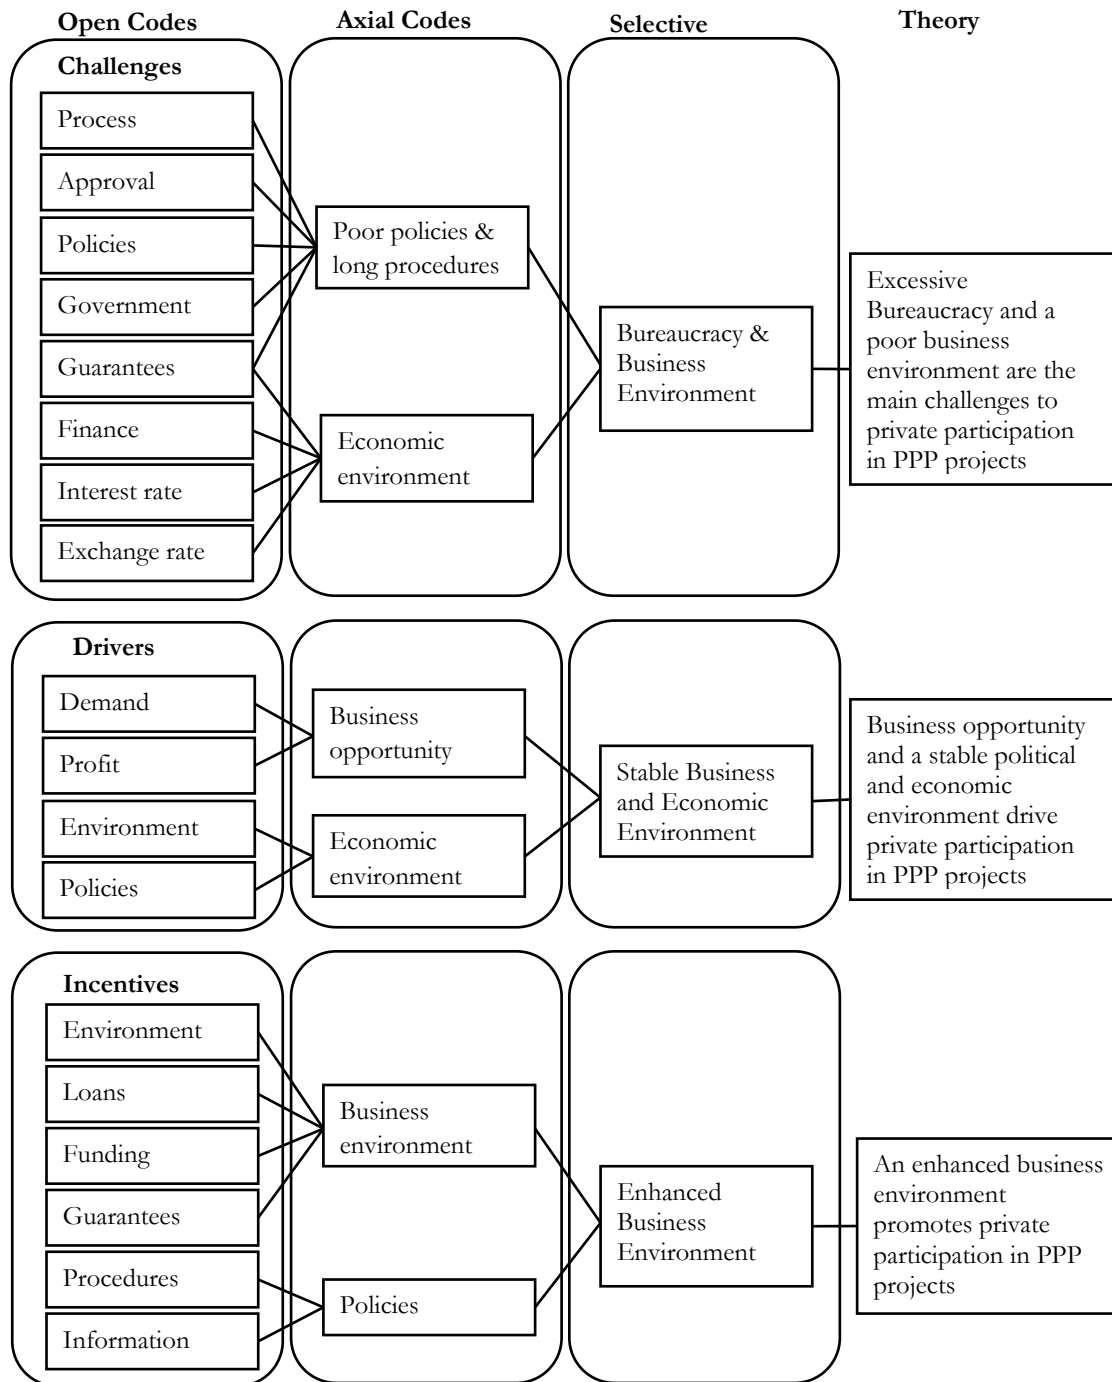 Open Codes
Axial Codes
Selective
Theory
Challenges
Process
Approval
Policies
Government
Guarantees
Finance
Interest rate
Exchange rate
Poor policies &
long procedures
Economic
environment
Bureaucracy &
Business
Environment
Excessive
Bureaucracy and a
poor business
environment are the
main challenges to
private participation
in PPP projects
Drivers
Demand
Profit
Environment
Policies
Business
opportunity
Economic
environment
Stable Business
and Economic
Environment
Business opportunity
and a stable political
and economic
environment drive
private participation
in PPP projects
Incentives
Environment
Loans
Funding
Guarantees
Procedures
Information
Business
environment
Policies
Enhanced
Business
Environment
An enhanced business
environment
promotes private
participation in PPP
projects